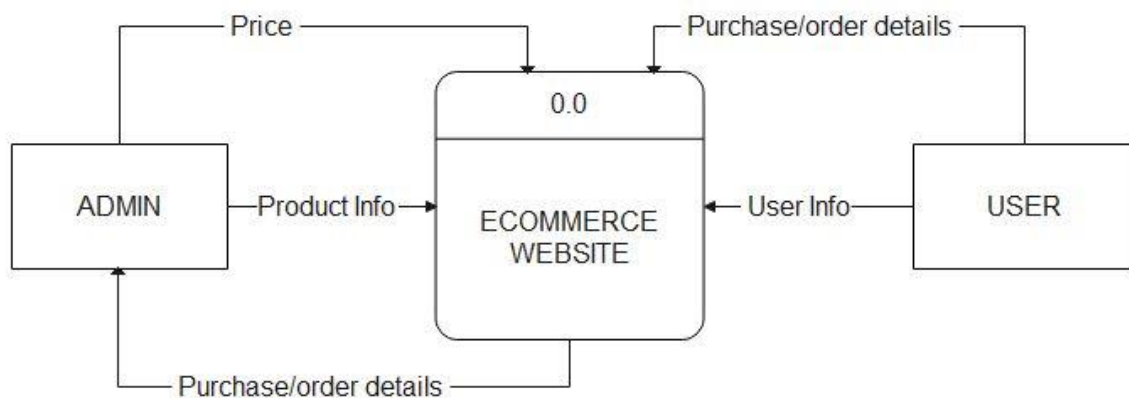 Price
Purchase/order details
0.0
ADMIN
Product Info
ECOMMERCE
WEBSITE
User Info
USER
Purchase/order details